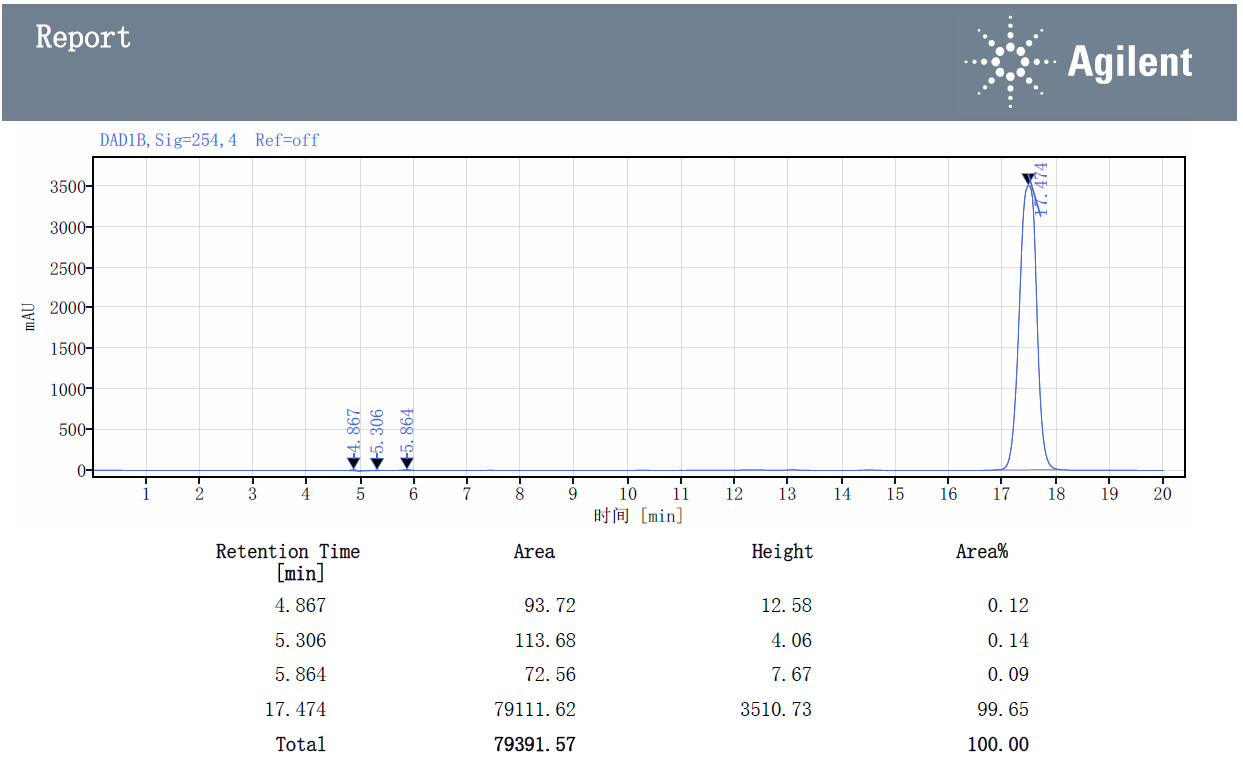 Report
Agilent
DAD1B,Sig=254,4 Ref=off
mAU
3500
3000
2500
2000
1500
1000
500
0
4.867
5.306
5.864
17.474
1 2 3 4 5 6 7 8 9 10 11 12 13 14 15 16 17 18 19 20
时间 [min]
Retention Time [min] Area Height Area%
4.867 93.72 12.58 0.12
5.306 113.68 4.06 0.14
5.864 72.56 7.67 0.09
17.474 79111.62 3510.73 99.65
Total 79391.57 100.00